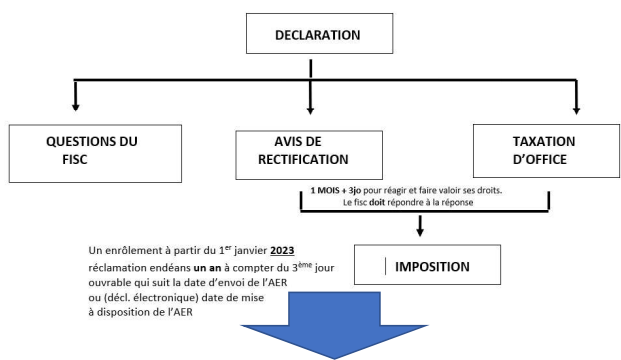 DECLARATION
QUESTIONS DU
FISC
AVIS DE
RECTIFICATION
TAXATION
D'OFFICE
1 MOIS + 3jo pour réagir et faire valoir ses droits.
Le fisc doit répondre à la réponse
Un enrôlement à partir du 1er janvier 2023
réclamation endéans un an à compter du 3ème jour
ouvrable qui suit la date d'envoi de l'AER
ou (décl. électronique) date de mise
à disposition de l'AER
IMPOSITION